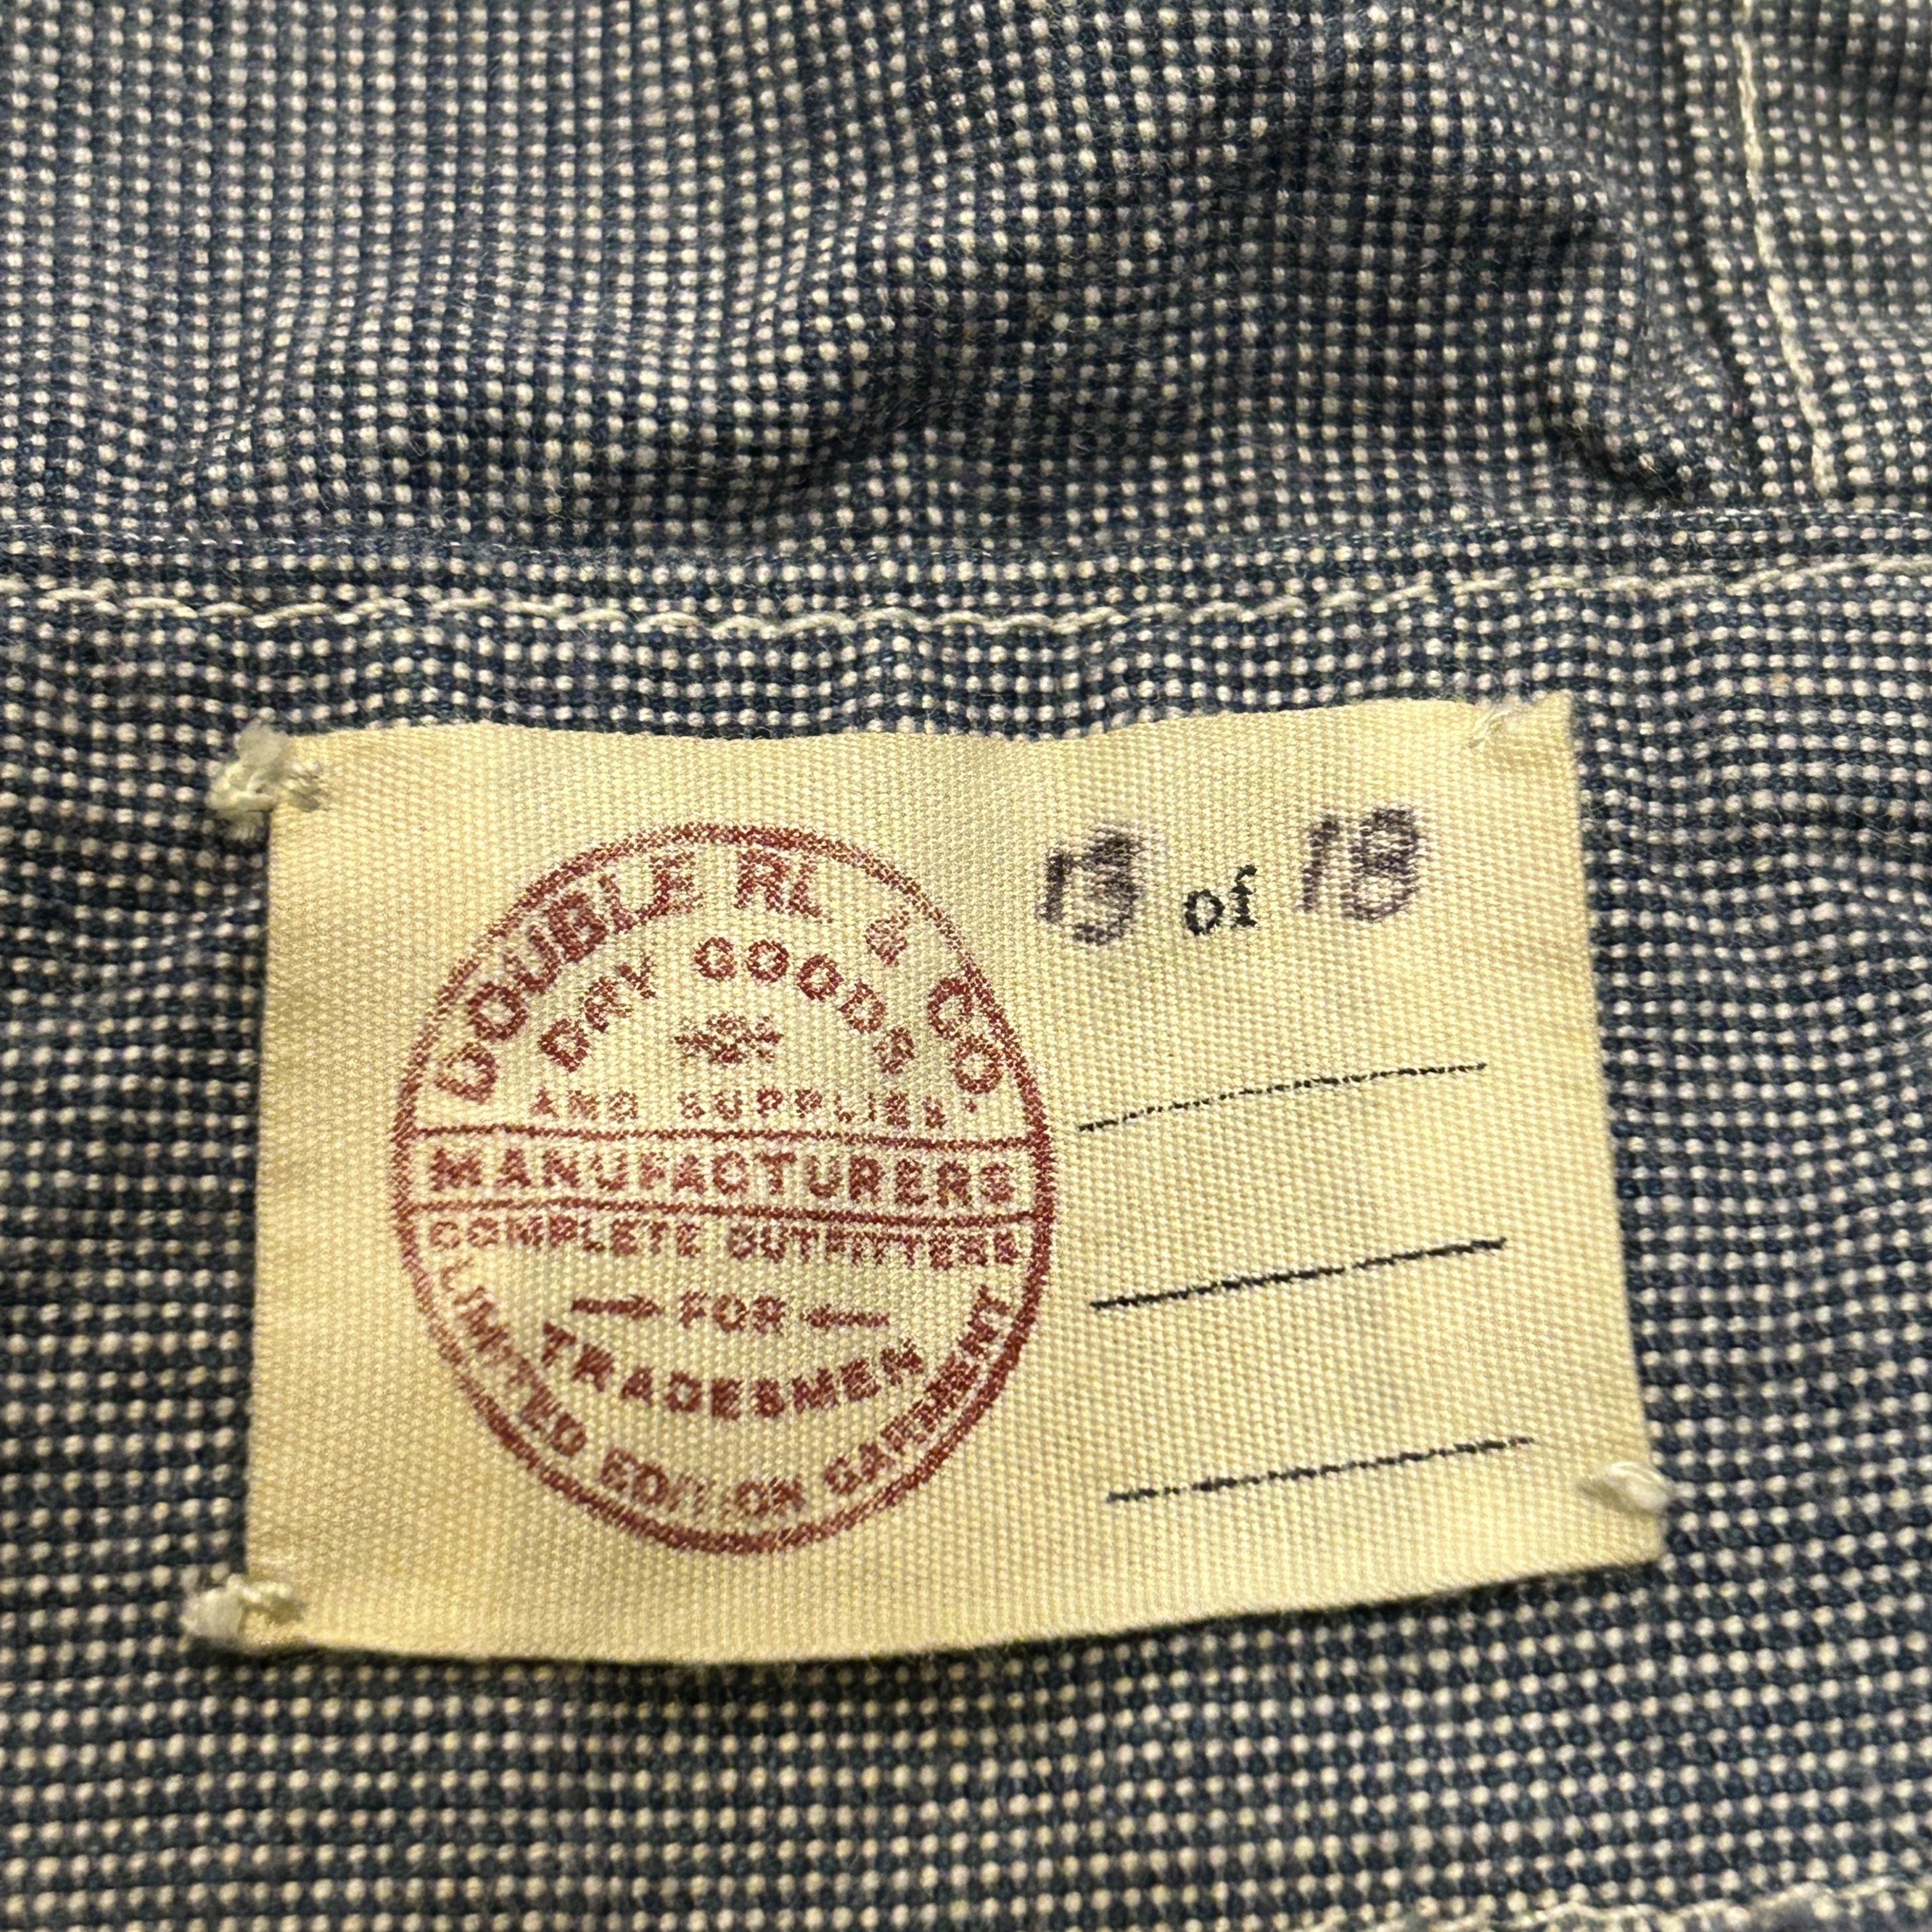 DOUBLE RL & CO
DRY GOODS
AND SUPPLIES
MANUFACTURERS
COMPLETE OUTFITTERS
FOR
TRADESMEN
LIMITED EDITION GARMENT
13 of 18